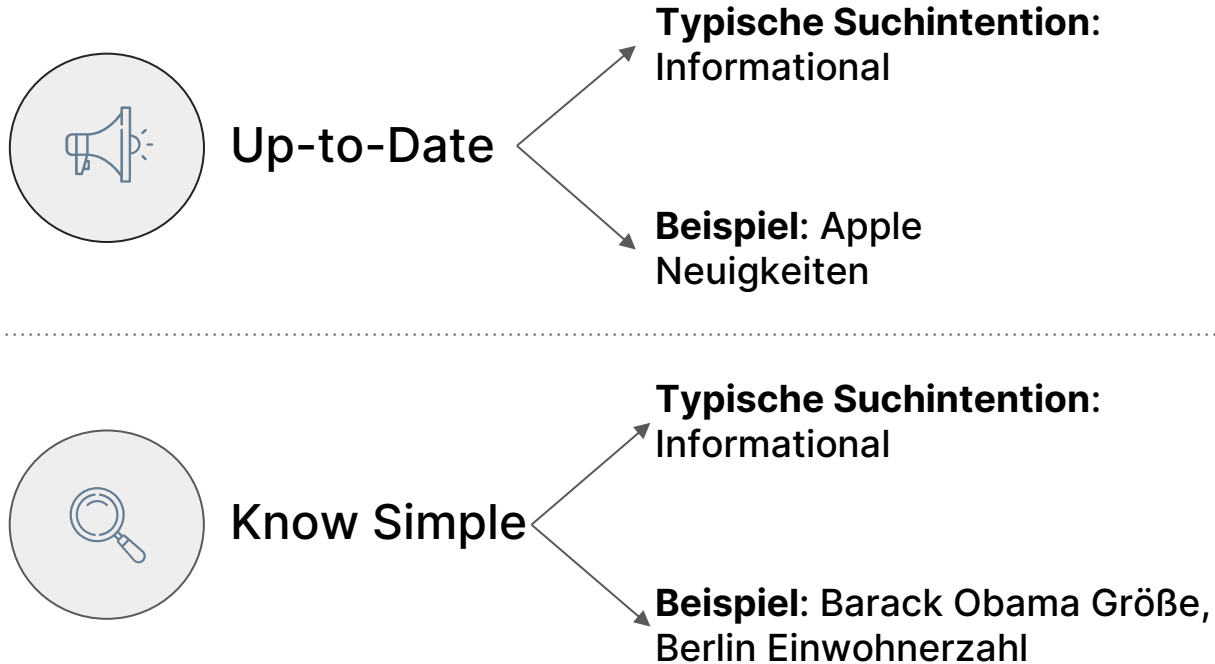 Typische Suchintention:
Informational
Up-to-Date
Beispiel: Apple
Neuigkeiten
Typische Suchintention:
Informational
Know Simple
Beispiel: Barack Obama Größe,
Berlin Einwohnerzahl